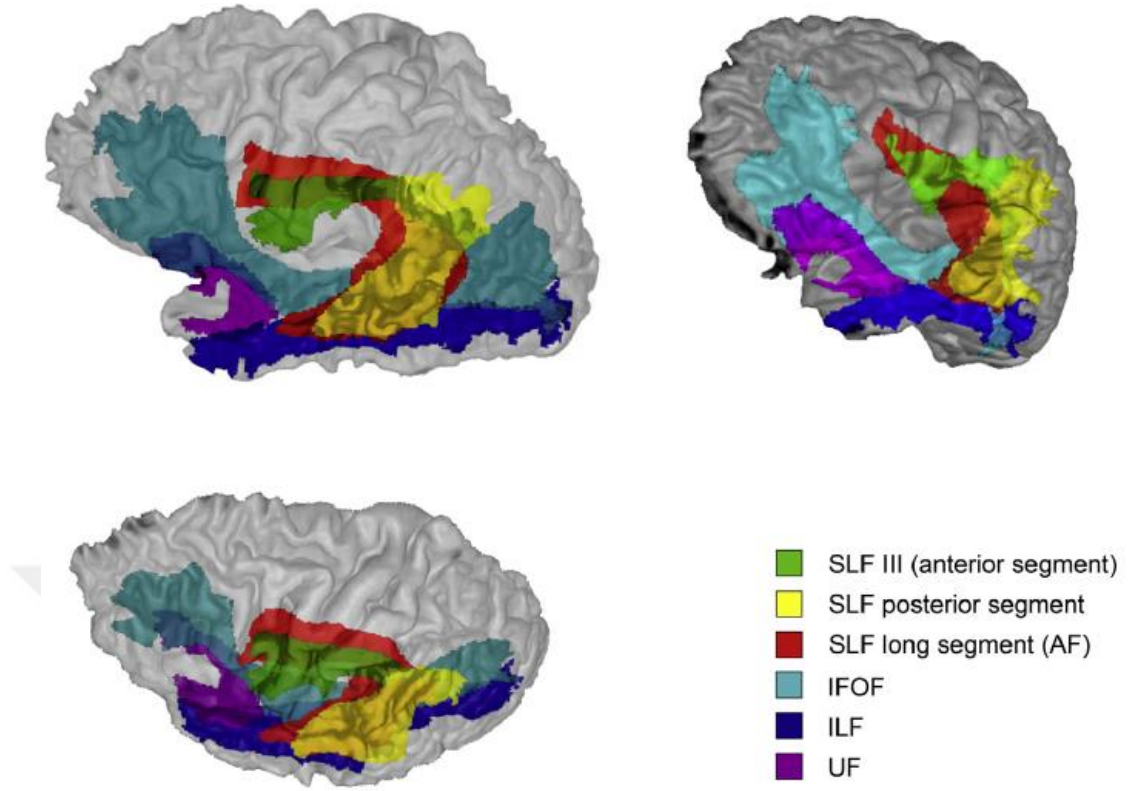 SLF III (anterior segment)
SLF posterior segment
SLF long segment (AF)
IFOF
ILF
UF